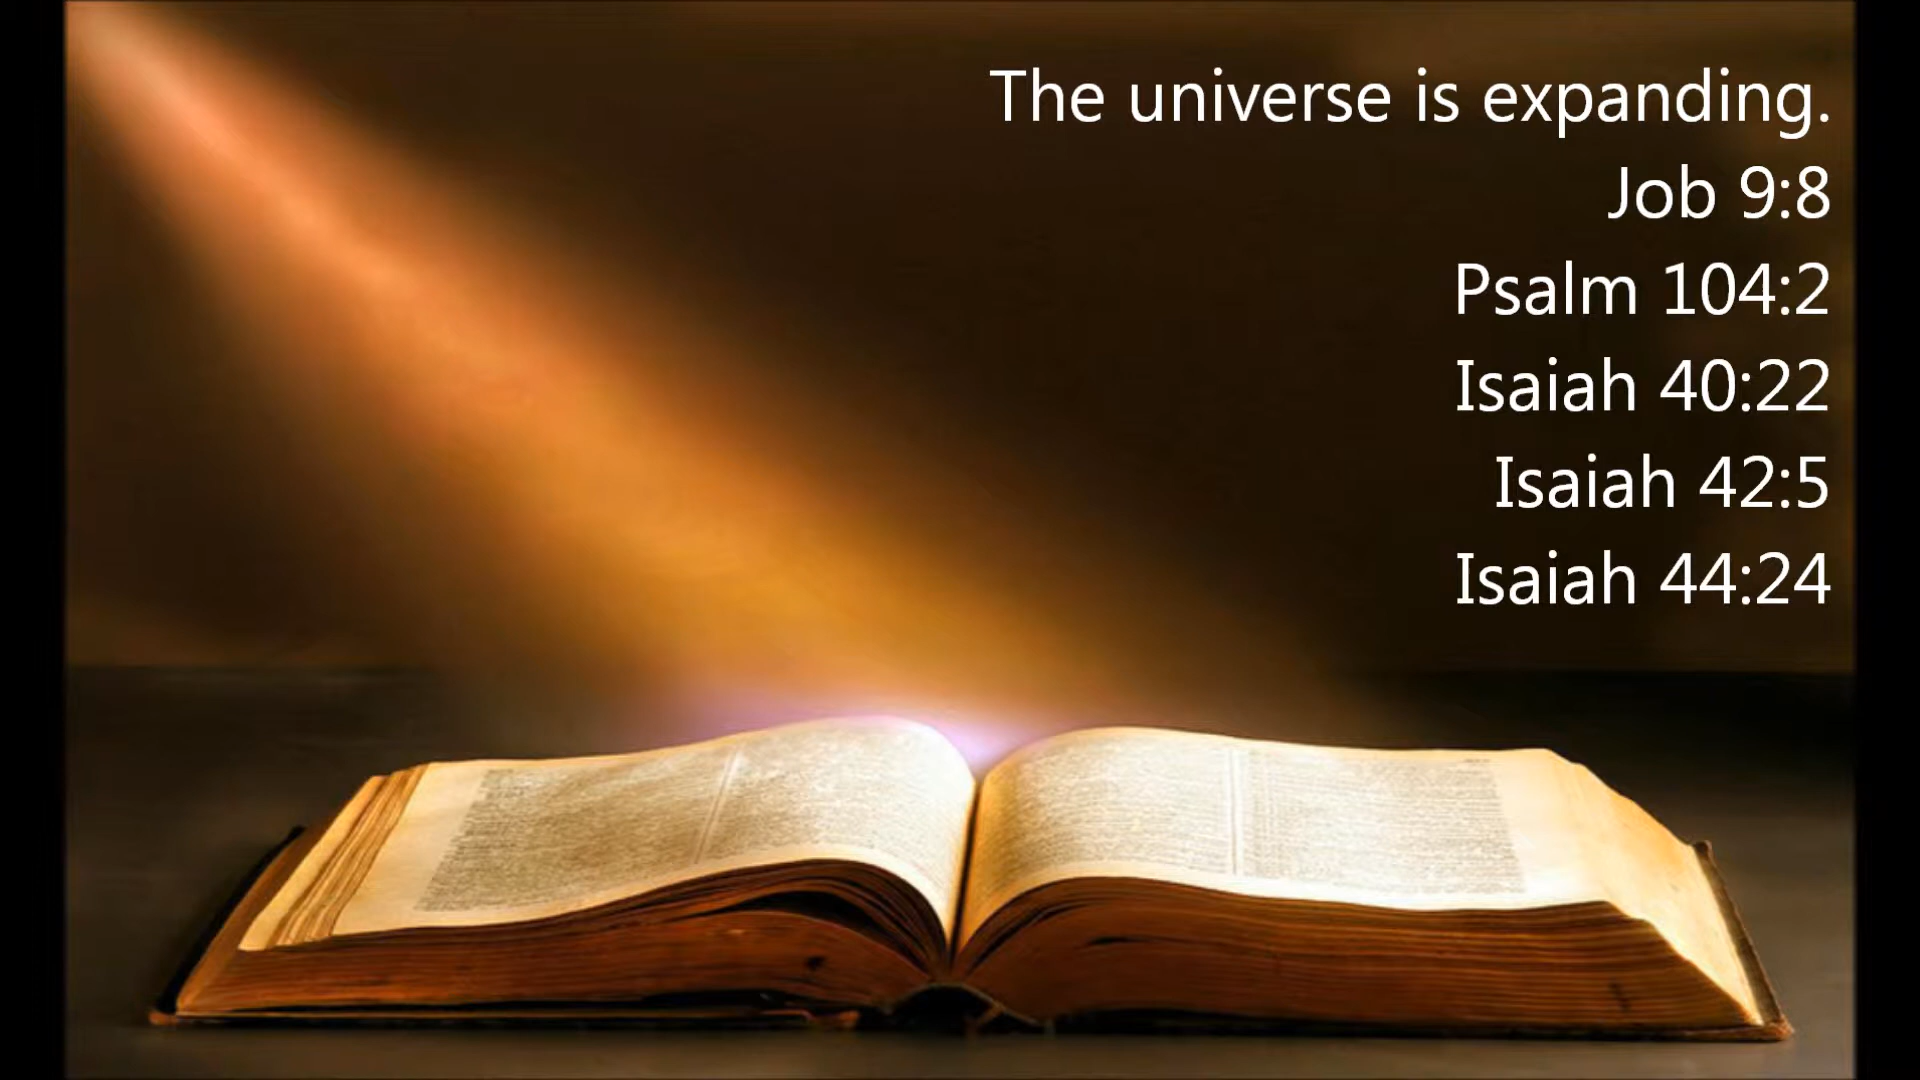 The universe is expanding.
Job 9:8
Psalm 104:2
Isaiah 40:22
Isaiah 42:5
Isaiah 44:24